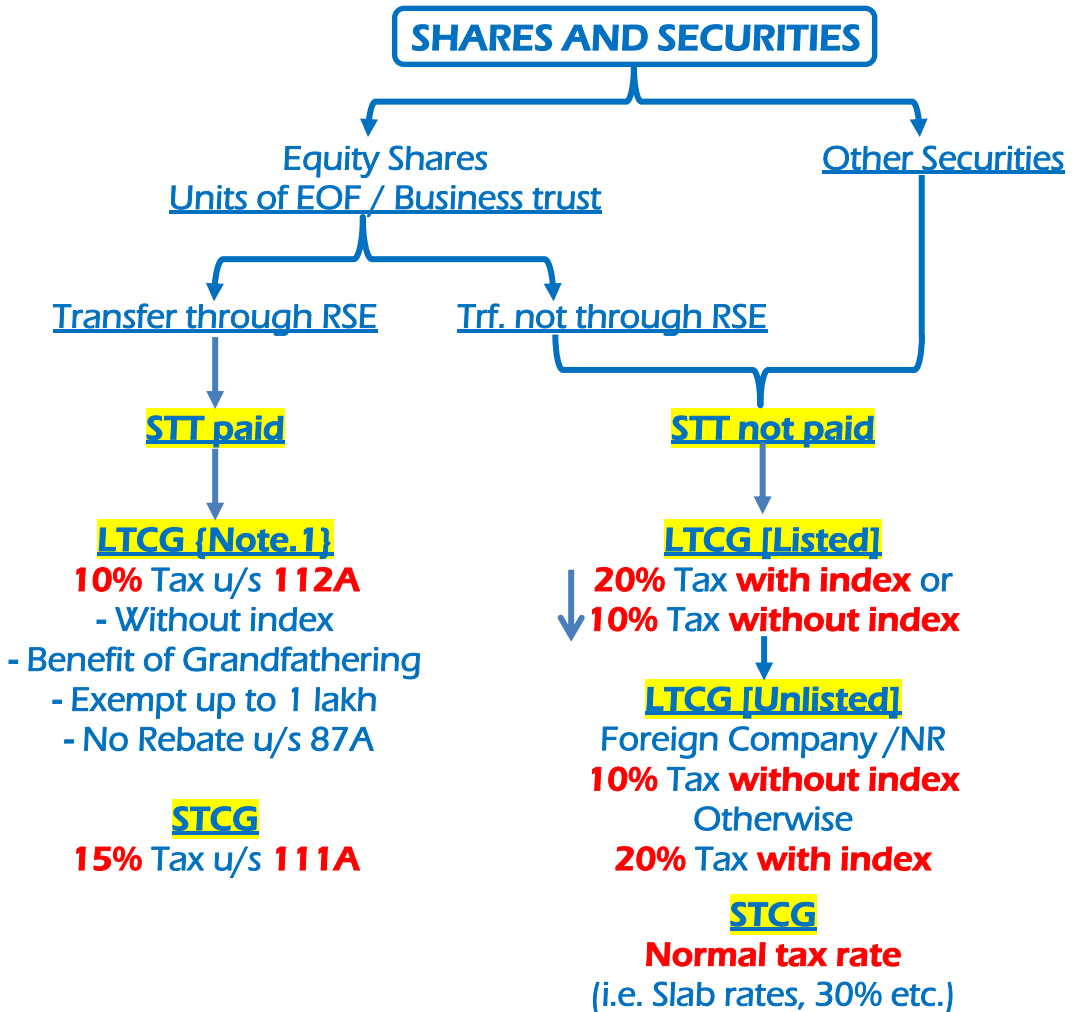 SHARES AND SECURITIES
Equity Shares
Units of EOF / Business trust
Other Securities
Transfer through RSE
Trf. not through RSE
STT paid
STT not paid
LTCG {Note.1}
10% Tax u/s 112A
- Without index
- Benefit of Grandfathering
- Exempt up to 1 lakh
- No Rebate u/s 87A
STCG
15% Tax u/s 111A
LTCG [Listed]
20% Tax with index or
10% Tax without index
LTCG [Unlisted]
Foreign Company /NR
10% Tax without index
Otherwise
20% Tax with index
STCG
Normal tax rate
(i.e. Slab rates, 30% etc.)